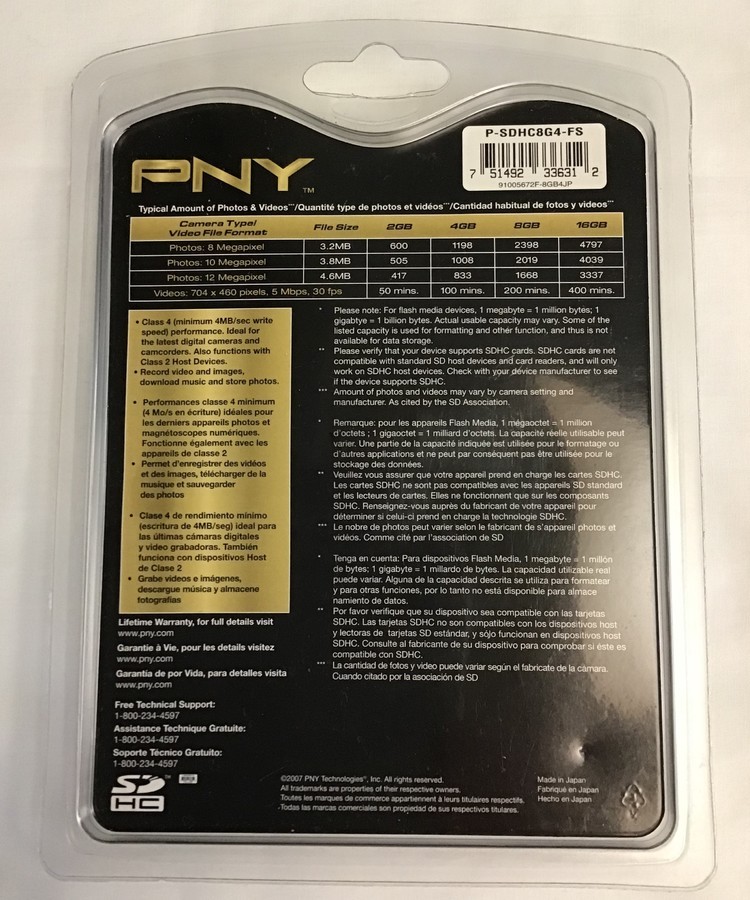 P-SDHC8G4-FS
7 51492 33631 2
91005672F-8GB4JP
PNY™
Typical Amount of Photos & Videos***/Quantité type de photos et vidéos***/Cantidad habitual de fotos y videos***
Camera Type/ Video File Format File Size 2GB 4GB 8GB 16GB
Photos: 8 Megapixel 3.2MB 600 1198 2398 4797
Photos: 10 Megapixel 3.8MB 505 1008 2019 4039
Photos: 12 Megapixel 4.6MB 417 833 1668 3337
Videos: 704 x 460 pixels, 5 Mbps, 30 fps 50 mins. 100 mins. 200 mins. 400 mins.
• Class 4 (minimum 4MB/sec write
speed) performance. Ideal for
the latest digital cameras and
camcorders. Also functions with
Class 2 Host Devices.
• Record video and images,
download music and store photos.
• Performances classe 4 minimum
(4 Mo/s en écriture) idéales pour
les derniers appareils photos et
magnétoscopes numériques.
Fonctionne également avec les
appareils de classe 2
• Permet d'enregistrer des vidéos
et des images, télécharger de la
musique et sauvegarder
des photos
• Clase 4 de rendimiento mínimo
(escritura de 4MB/seg) ideal para
las últimas cámaras digitales
y video grabadoras. También
funciona con dispositivos Host
de Clase 2
• Grabe videos e imágenes,
descargue música y almacene
fotografías
Lifetime Warranty, for full details visit
www.pny.com
Garantie à Vie, pour les details visitez
www.pny.com
Garantía de por Vida, para detalles visita
www.pny.com
Free Technical Support:
1-800-234-4597
Assistance Technique Gratuite:
1-800-234-4597
Soporte Técnico Gratuito:
1-800-234-4597
SD™
HC
* Please note: For flash media devices, 1 megabyte = 1 million bytes; 1
gigabtye = 1 billion bytes. Actual usable capacity may vary. Some of the
listed capacity is used for formatting and other function, and thus is not
available for data storage.
** Please verify that your device supports SDHC cards. SDHC cards are not
compatible with standard SD host devices and card readers, and will only
work on SDHC host devices. Check with your device manufacturer to see
if the device supports SDHC.
*** Amount of photos and videos may vary by camera setting and
manufacturer. As cited by the SD Association.
* Remarque: pour les appareils Flash Media, 1 mégaoctet = 1 million
d'octets ; 1 gigaoctet = 1 milliard d'octets. La capacité réelle utilisable peut
varier. Une partie de la capacité indiquée est utilisée pour le formatage ou
d'autres applications et ne peut par conséquent pas être utilisée pour le
stockage des données.
** Veuillez vous assurer que votre appareil prend en charge les cartes SDHC.
Les cartes SDHC ne sont pas compatibles avec les appareils SD standard
et les lecteurs de cartes. Elles ne fonctionnent que sur les composants
SDHC. Renseignez-vous auprès du fabricant de votre appareil pour
déterminer si celui-ci prend en charge la technologie SDHC.
*** Le nobre de photos peut varier selon le fabricant de s'appareil photos et
vidéos. Comme cité par l'association de SD
* Tenga en cuenta: Para dispositivos Flash Media, 1 megabyte = 1 millón
de bytes; 1 gigabyte = 1 millardo de bytes. La capacidad utilizable real
puede variar. Alguna de la capacidad descrita se utiliza para formatear
y para otras funciones, por lo tanto no está disponible para almace
namiento de datos.
** Por favor verifique que su dispositivo sea compatible con las tarjetas
SDHC. Las tarjetas SDHC no son compatibles con los dispositivos host
y lectoras de tarjetas SD estándar, y sójo funcionan en dispositivos host
SDHC. Consulte al fabricante de su dispositivo para comprobar si éste es
compatible con SDHC.
*** La cantidad de fotos y video puede variar según el fabricate de la cámara.
Cuando citado por la asociación de SD
©2007 PNY Technologies®, Inc. All rights reserved.
All trademarks are properties of their respective owners.
Toutes les marques de commerce appartiennent à leurs titulaires respectifs.
Todas las marcas comerciales son propiedad de sus respectivos titulares.
Made in Japan
Fabriqué en Japan
Hecho en Japan